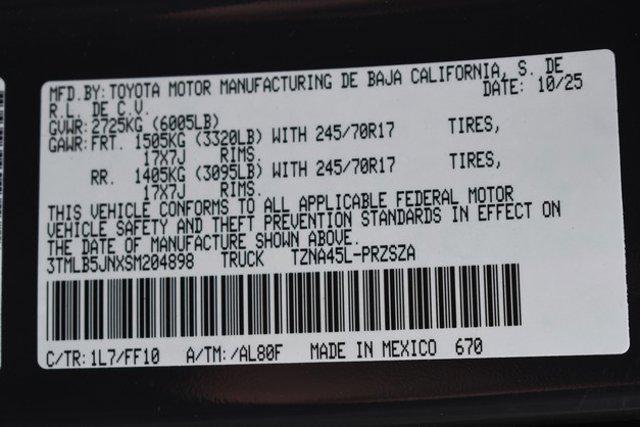 MFD.BY: TOYOTA MOTOR MANUFACTURING DE BAJA CALIFORNIA, S. DE
R.L. DE C.V. DATE: 10/25
GVWR: 2725KG (6005LB)
GAWR: FRT. 1505KG (3320LB) WITH 245/70R17 TIRES,
17X7J RIMS.
RR. 1405KG (3095LB) WITH 245/70R17 TIRES,
17X7J RIMS.
THIS VEHICLE CONFORMS TO ALL APPLICABLE FEDERAL MOTOR
VEHICLE SAFETY AND THEFT PREVENTION STANDARDS IN EFFECT ON
THE DATE OF MANUFACTURE SHOWN ABOVE.
3TMLB5JNXSM204898 TRUCK TZNA45L-PRZSZA
C/TR: 1L7/FF10 A/TM: /AL80F MADE IN MEXICO 670